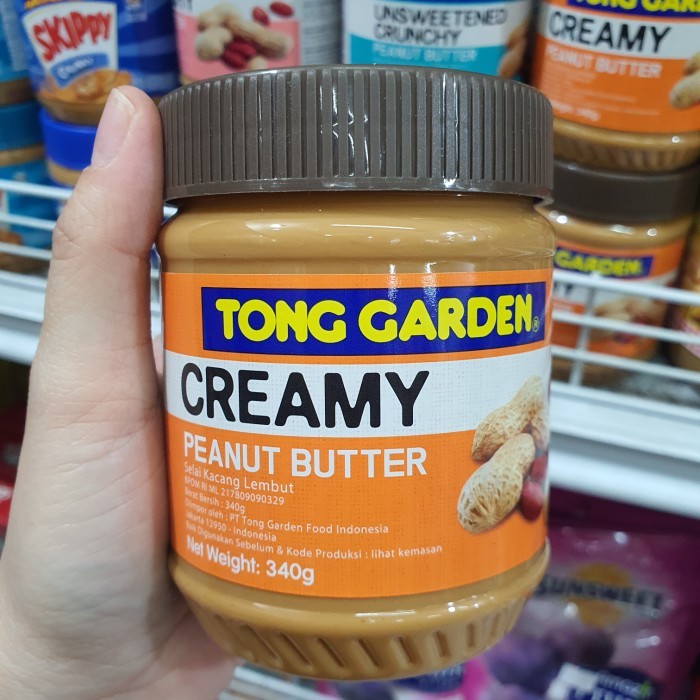 SKIPPY
UNSWEETENED
CRUNCHY
PEANUT BUTTER
TONG GARDEN
CREAMY
PEANUT BUTTER
GARDEN
TONG GARDEN®
CREAMY
PEANUT BUTTER
Selai Kacang Lembut
BPOM RI ML 217809090329
Berat Bersih : 340g
Diimpor oleh : PT Tong Garden Food Indonesia
Jakarta 12950 - Indonesia
Baik Digunakan Sebelum & Kode Produksi : lihat kemasan
Net Weight: 340g
SUNSWEET